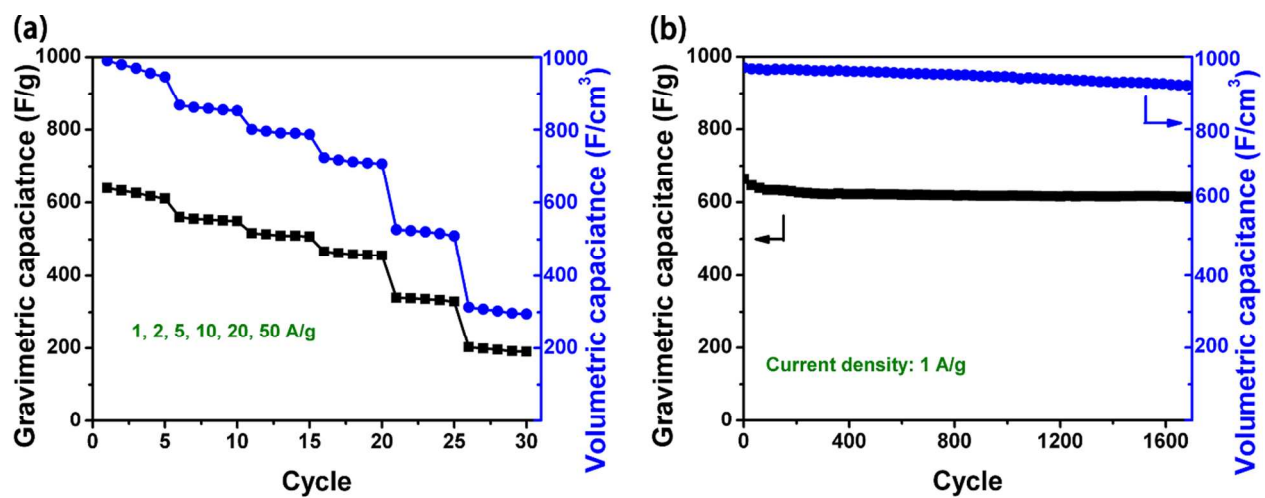 (a)
Gravimetric capaciatnce (F/g)
1000
800
600
400
200
0
0 5 10 15 20 25 30
Cycle
1, 2, 5, 10, 20, 50 A/g
1000
800
600
400
200
Volumetric capaciatnce (F/cm³)
(b)
Gravimetric capacitance (F/g)
1000
800
600
400
200
0
0 400 800 1200 1600
Cycle
Current density: 1 A/g
1000
800
600
400
200
Volumetric capacitance (F/cm³)